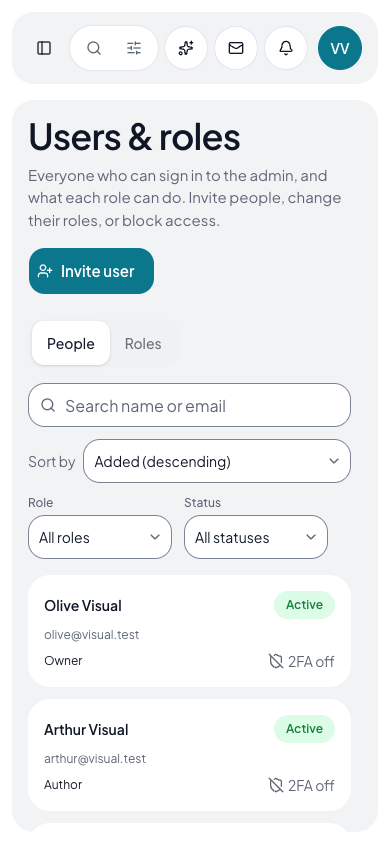 VV
Users & roles
Everyone who can sign in to the admin, and
what each role can do. Invite people, change
their roles, or block access.
Invite user
People Roles
Search name or email
Sort by Added (descending)
Role Status
All roles All statuses
Olive Visual Active
olive@visual.test
Owner 2FA off
Arthur Visual Active
arthur@visual.test
Author 2FA off